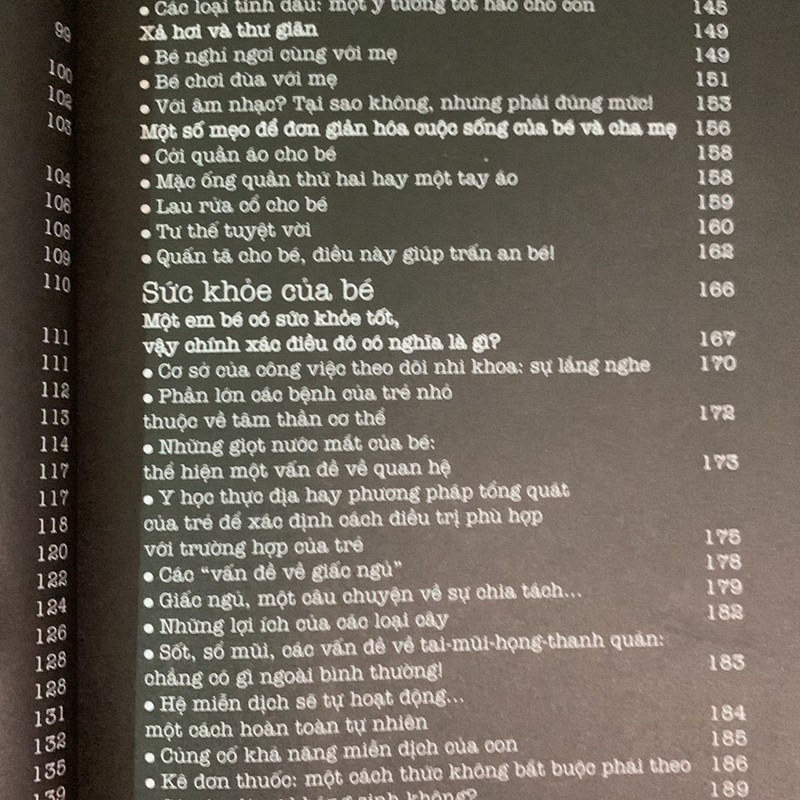 99
100
102
103
104
106
108
109
110
111
111
112
113
114
117
117
118
120
122
124
126
128
128
131
132
135
139
• Các loại tinh dầu: một ý tưởng tốt nào cho con 145
Xả hơi và thư giãn 149
• Bé nghỉ ngơi cùng với mẹ 149
• Bé chơi đùa với mẹ 151
• Với âm nhạc? Tại sao không, nhưng phải đúng mức! 153
Một số mẹo để đơn giản hóa cuộc sống của bé và cha mẹ 156
• Cởi quần áo cho bé 158
• Mặc ống quần thứ hai hay một tay áo 158
• Lau rửa cổ cho bé 159
• Tư thế tuyệt vời 160
• Quấn tã cho bé, điều này giúp trấn an bé! 162
Sức khỏe của bé 166
Một em bé có sức khỏe tốt,
vậy chính xác điều đó có nghĩa là gì? 167
• Cơ sở của công việc theo dõi nhi khoa: sự lắng nghe 170
• Phần lớn các bệnh của trẻ nhỏ
thuộc về tâm thần cơ thể 172
• Những giọt nước mắt của bé:
thể hiện một vấn đề về quan hệ 173
• Y học thực địa hay phương pháp tổng quát
của trẻ để xác định cách điều trị phù hợp
với trường hợp của trẻ 175
• Các “vấn đề về giấc ngủ” 178
• Giấc ngủ, một câu chuyện về sự chia tách... 179
• Những lợi ích của các loại cây 182
• Sốt, sổ mũi, các vấn đề về tai-mũi-họng-thanh quản:
chẳng có gì ngoài bình thường! 183
• Hệ miễn dịch sẽ tự hoạt động...
một cách hoàn toàn tự nhiên 184
• Củng cố khả năng miễn dịch của con 185
• Kê đơn thuốc: một cách thức không bắt buộc phải theo 186
sinh không? 189